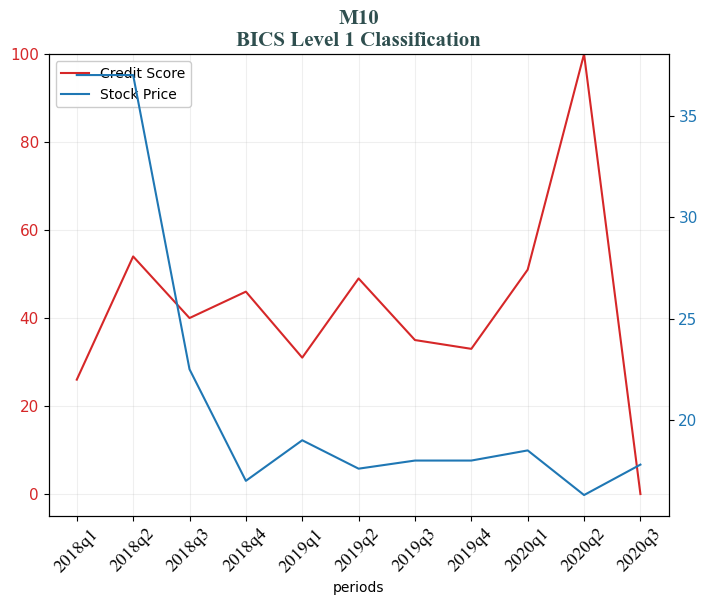 M10
BICS Level 1 Classification
100
80
60
40
20
0
Credit Score
Stock Price
35
30
25
20
2018q1
2018q2
2018q3
2018q4
2019q1
2019q2
2019q3
2019q4
2020q1
2020q2
2020q3
periods